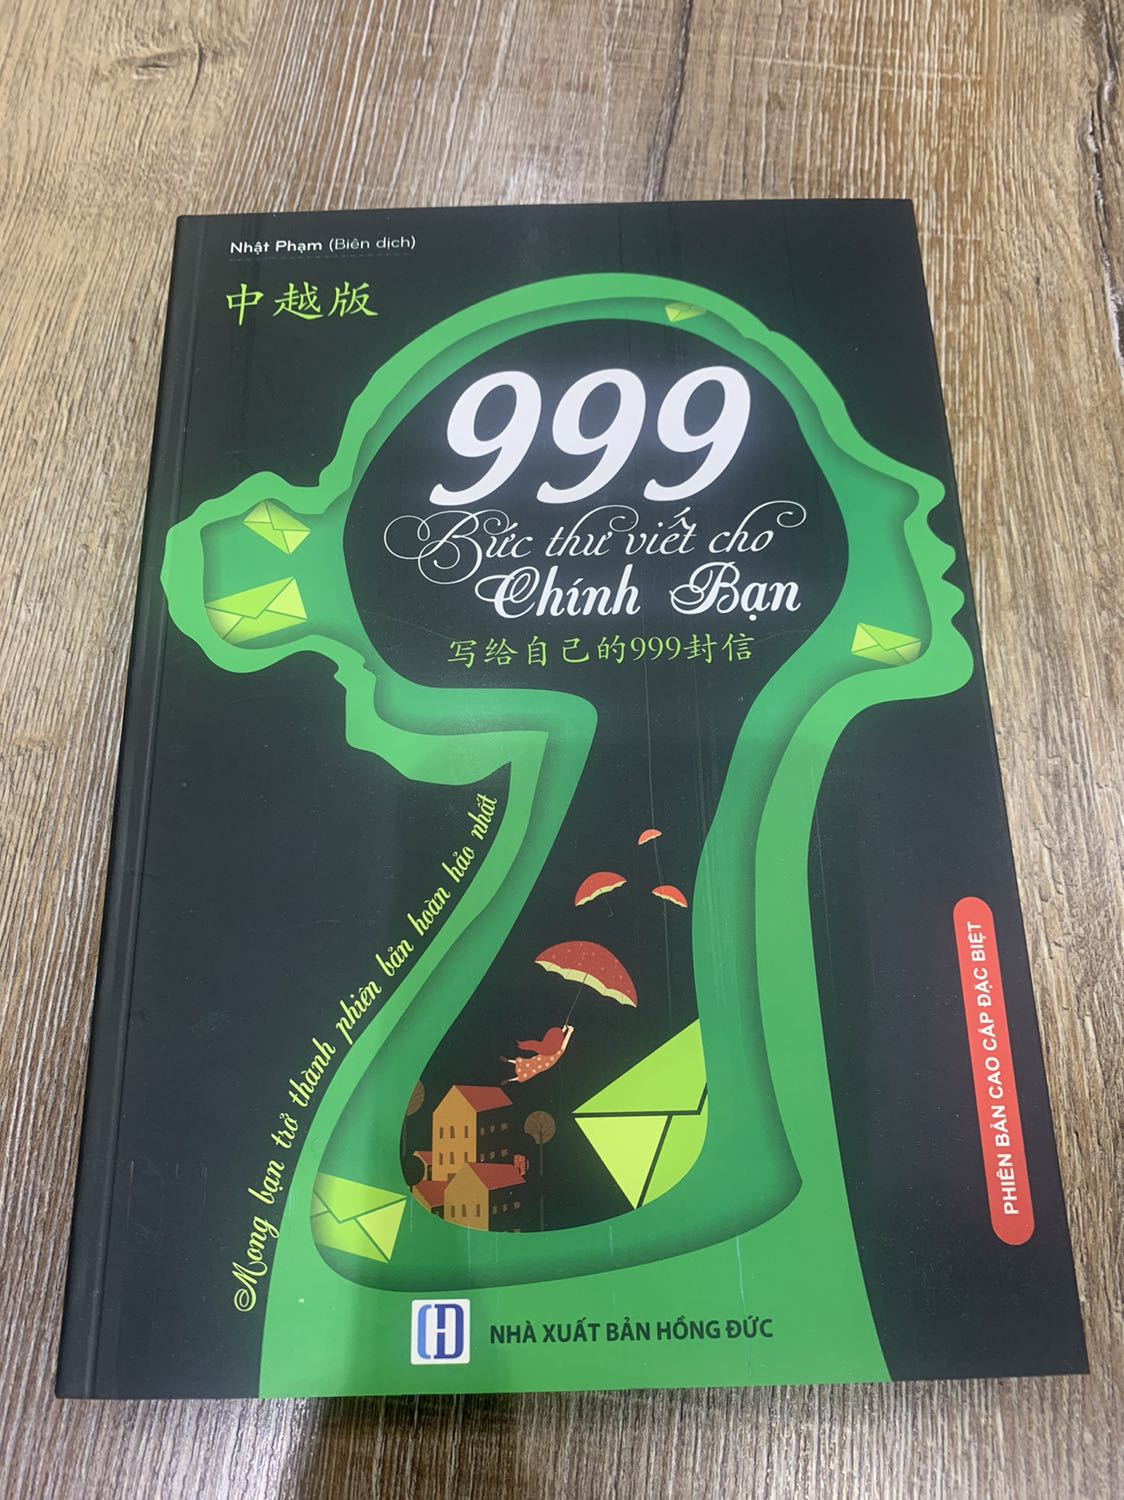 Nhật Phạm (Biên dịch)
中越版
999
Bức thư viết cho
Chính Bạn
写给自己的999封信
Mong bạn trở thành phiên bản hoàn hảo nhất
PHIÊN BẢN CAO CẤP ĐẶC BIỆT
HD
NHÀ XUẤT BẢN HỒNG ĐỨC